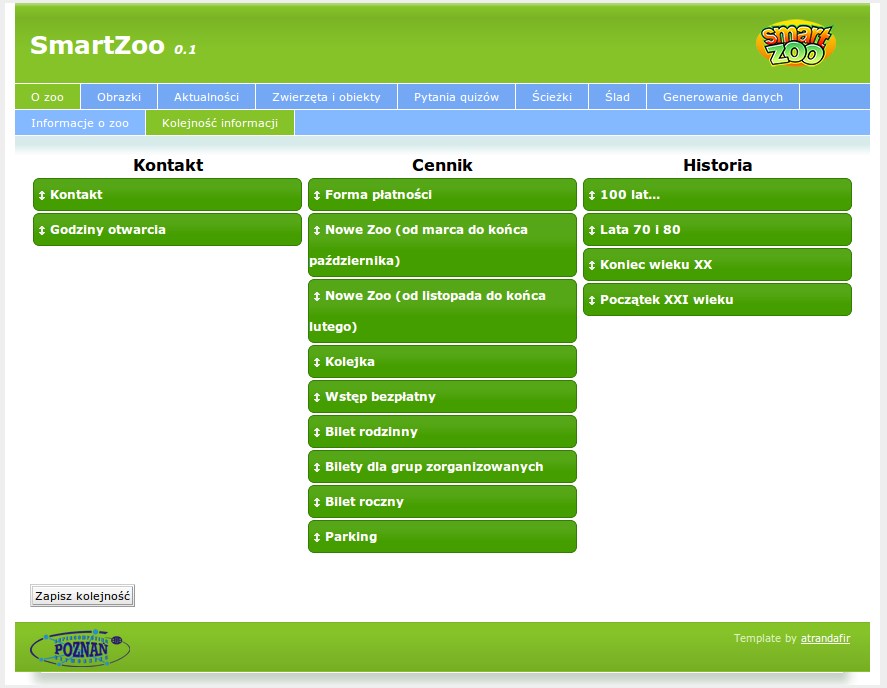 SmartZoo 0.1
smart
ZOO
O zoo
Obrazki
Aktualności
Zwierzęta i obiekty
Pytania quizów
Ścieżki
Ślad
Generowanie danych
Informacje o zoo
Kolejność informacji
Kontakt
Kontakt
Godziny otwarcia
Cennik
Forma płatności
Nowe Zoo (od marca do końca
października)
Nowe Zoo (od listopada do końca
lutego)
Kolejka
Wstęp bezpłatny
Bilet rodzinny
Bilety dla grup zorganizowanych
Bilet roczny
Parking
Historia
100 lat...
Lata 70 i 80
Koniec wieku XX
Początek XXI wieku
Zapisz kolejność
POZNAŃ
Template by atrandafir